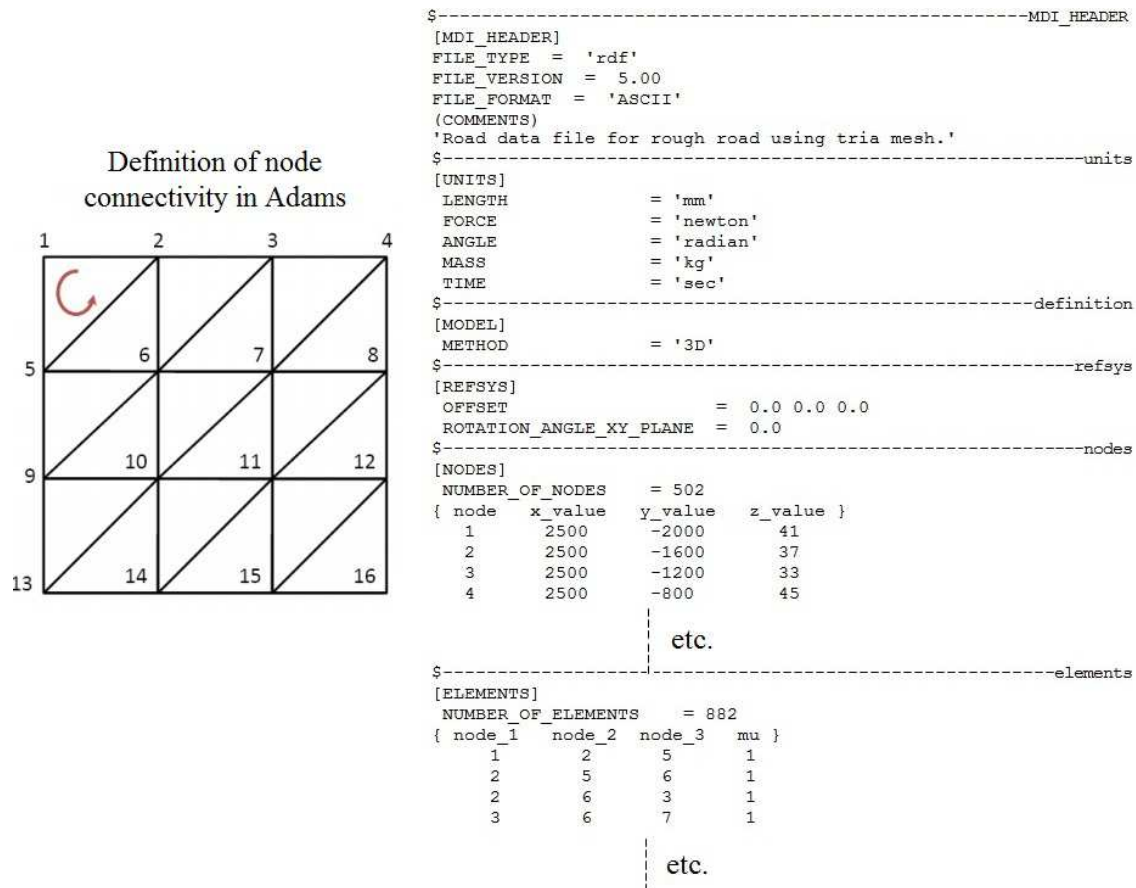 Definition of node
connectivity in Adams
1 2 3 4
5 6 7 8
9 10 11 12
13 14 15 16
$----------------------------------------------------------------MDI_HEADER
[MDI_HEADER]
FILE_TYPE = 'rdf'
FILE_VERSION = 5.00
FILE_FORMAT = 'ASCII'
(COMMENTS)
'Road data file for rough road using tria mesh.'
$----------------------------------------------------------------------units
[UNITS]
LENGTH = 'mm'
FORCE = 'newton'
ANGLE = 'radian'
MASS = 'kg'
TIME = 'sec'
$----------------------------------------------------------------definition
[MODEL]
METHOD = '3D'
$---------------------------------------------------------------------refsys
[REFSYS]
OFFSET = 0.0 0.0 0.0
ROTATION_ANGLE_XY_PLANE = 0.0
$----------------------------------------------------------------------nodes
[NODES]
NUMBER_OF_NODES = 502
{ node x_value y_value z_value }
1 2500 -2000 41
2 2500 -1600 37
3 2500 -1200 33
4 2500 -800 45
etc.
$-------------------------------------------------------------------elements
[ELEMENTS]
NUMBER_OF_ELEMENTS = 882
{ node_1 node_2 node_3 mu }
1 2 5 1
2 5 6 1
2 6 3 1
3 6 7 1
etc.